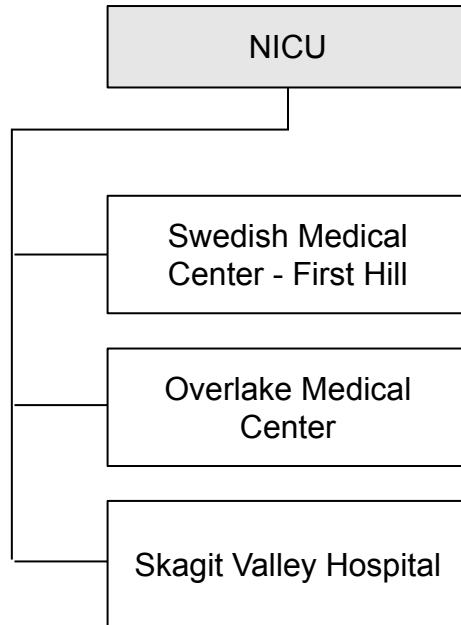 NICU
Swedish Medical
Center - First Hill
Overlake Medical
Center
Skagit Valley Hospital